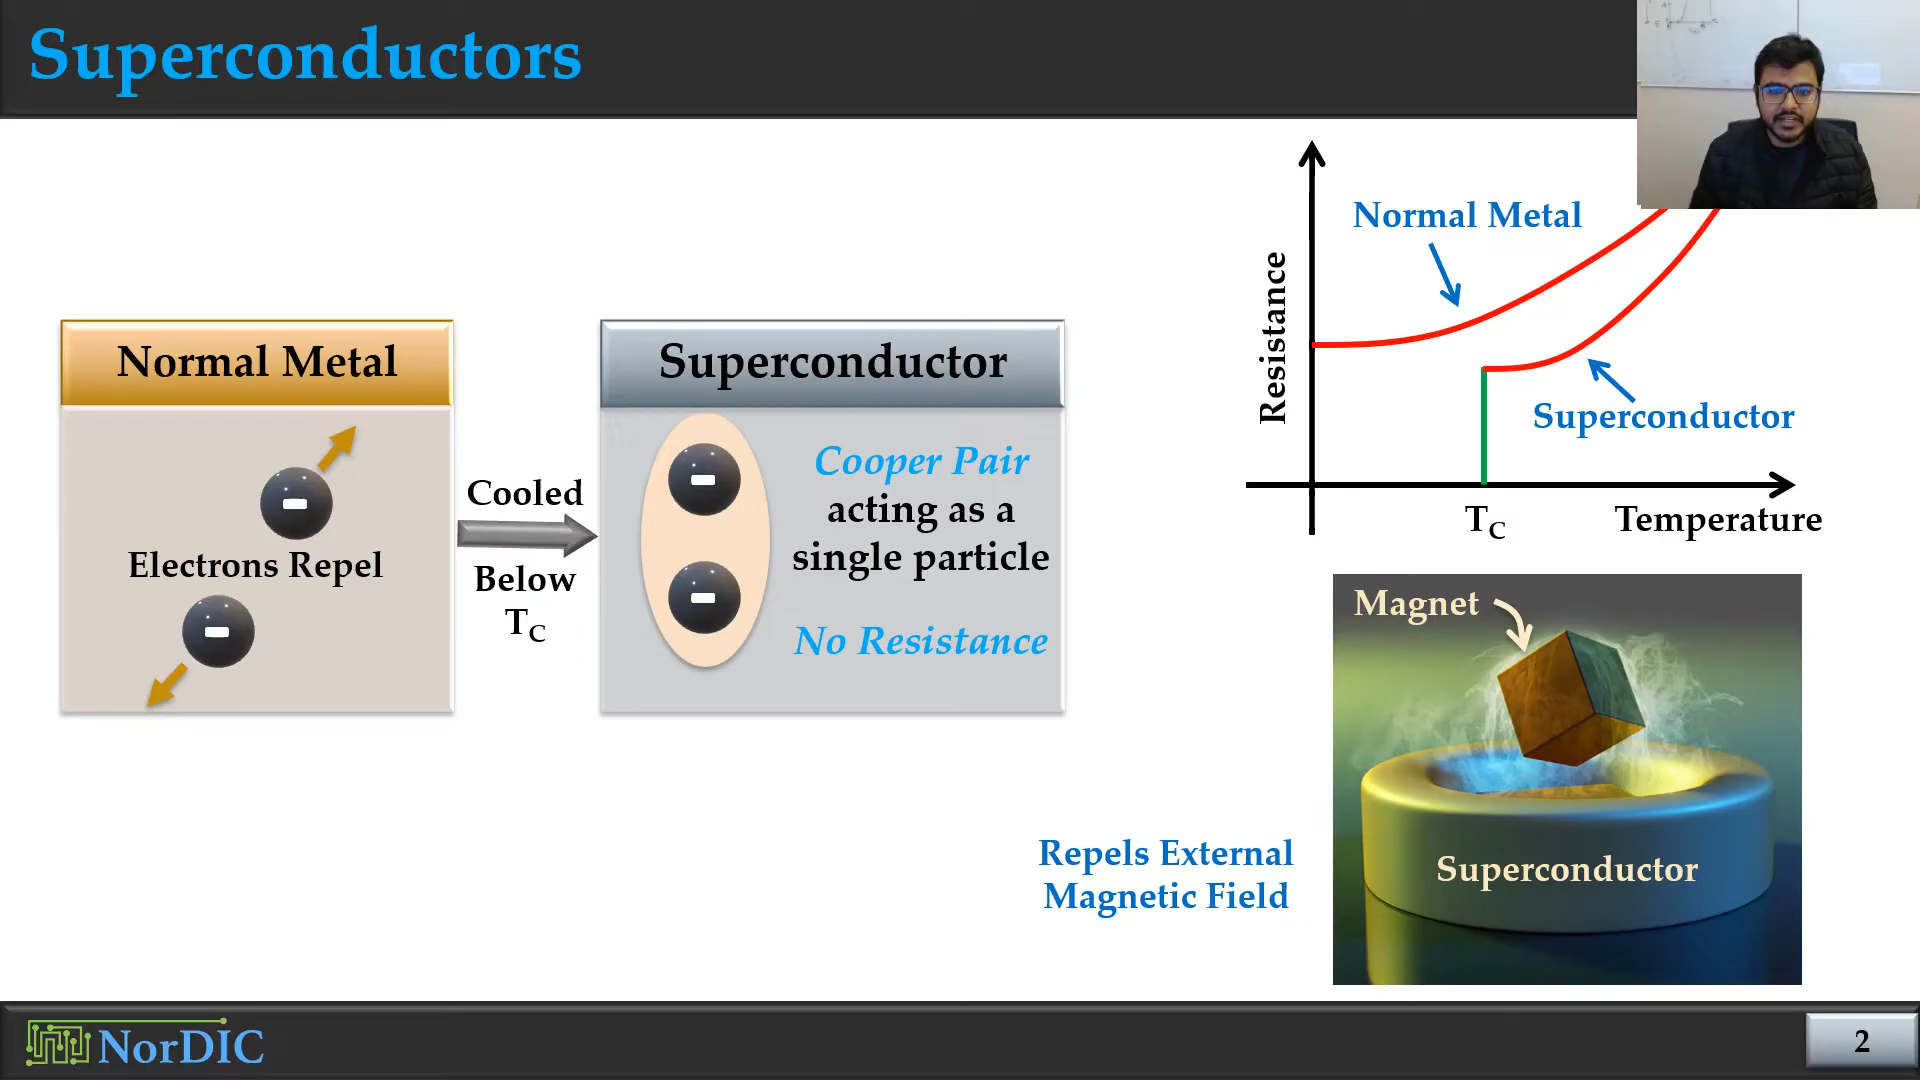 Superconductors
Normal Metal
Electrons Repel
Cooled
Below
TC
Superconductor
Cooper Pair
acting as a
single particle
No Resistance
Resistance
Normal Metal
Superconductor
TC
Temperature
Magnet
Superconductor
Repels External
Magnetic Field
NorDIC
2